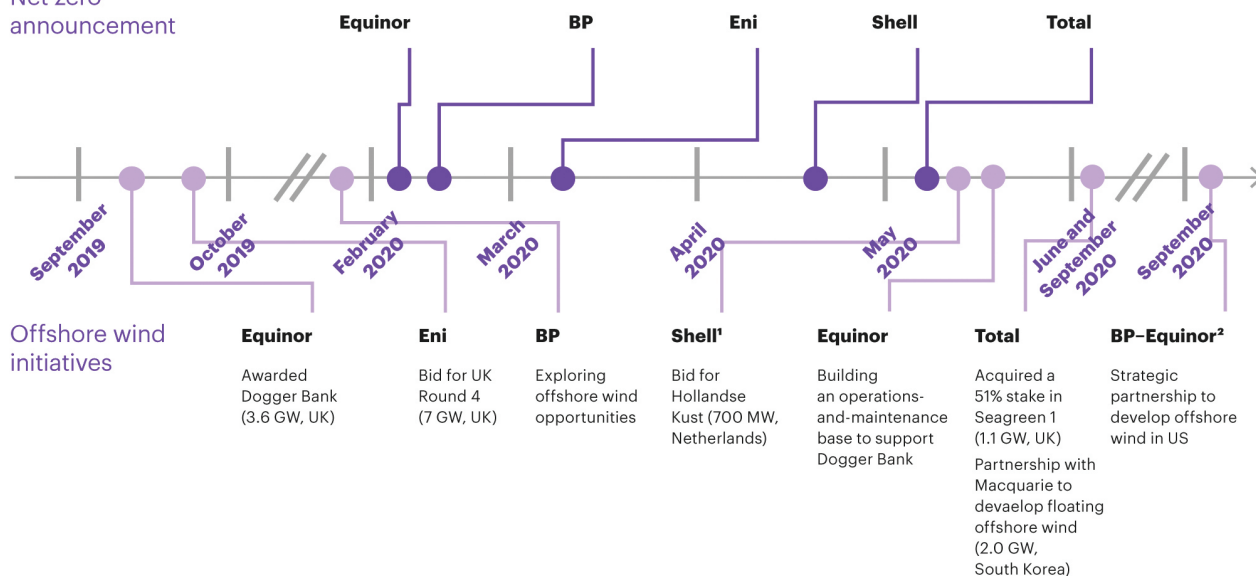 Net zero
announcement
Equinor
BP
Eni
Shell
Total
September
2019
October
2019
February
2020
March
2020
April
2020
May
2020
June and
September
2020
September
2020
Offshore wind
initiatives
Equinor
Awarded
Dogger Bank
(3.6 GW, UK)
Eni
Bid for UK
Round 4
(7 GW, UK)
BP
Exploring
offshore wind
opportunities
Shell¹
Bid for
Hollandse
Kust (700 MW,
Netherlands)
Equinor
Building
an operations-
and-maintenance
base to support
Dogger Bank
Total
Acquired a
51% stake in
Seagreen 1
(1.1 GW, UK)
Partnership with
Macquarie to
devaelop floating
offshore wind
(2.0 GW,
South Korea)
BP–Equinor²
Strategic
partnership to
develop offshore
wind in US